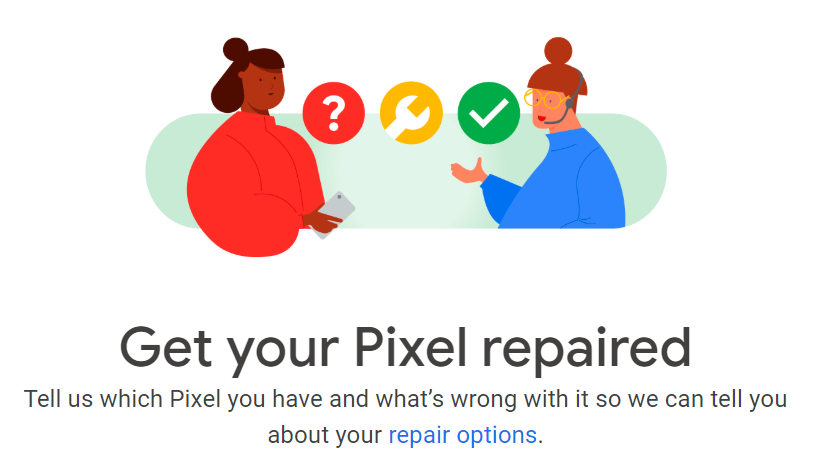 Get your Pixel repaired
Tell us which Pixel you have and what’s wrong with it so we can tell you
about your repair options.